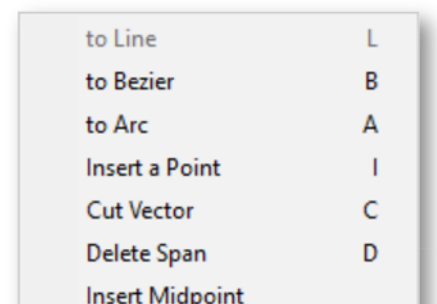 to Line L
to Bezier B
to Arc A
Insert a Point I
Cut Vector C
Delete Span D
Insert Midpoint